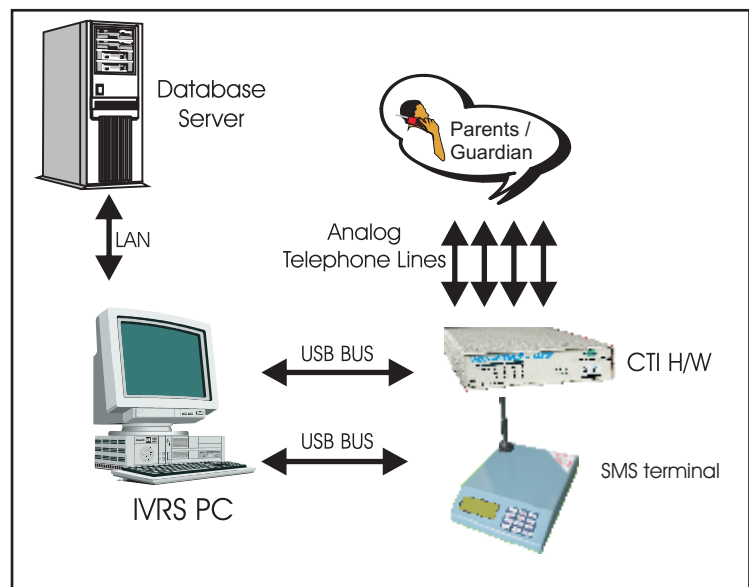 Database
Server
Parents /
Guardian
LAN
Analog
Telephone Lines
USB BUS
CTI H/W
USB BUS
SMS terminal
IVRS PC